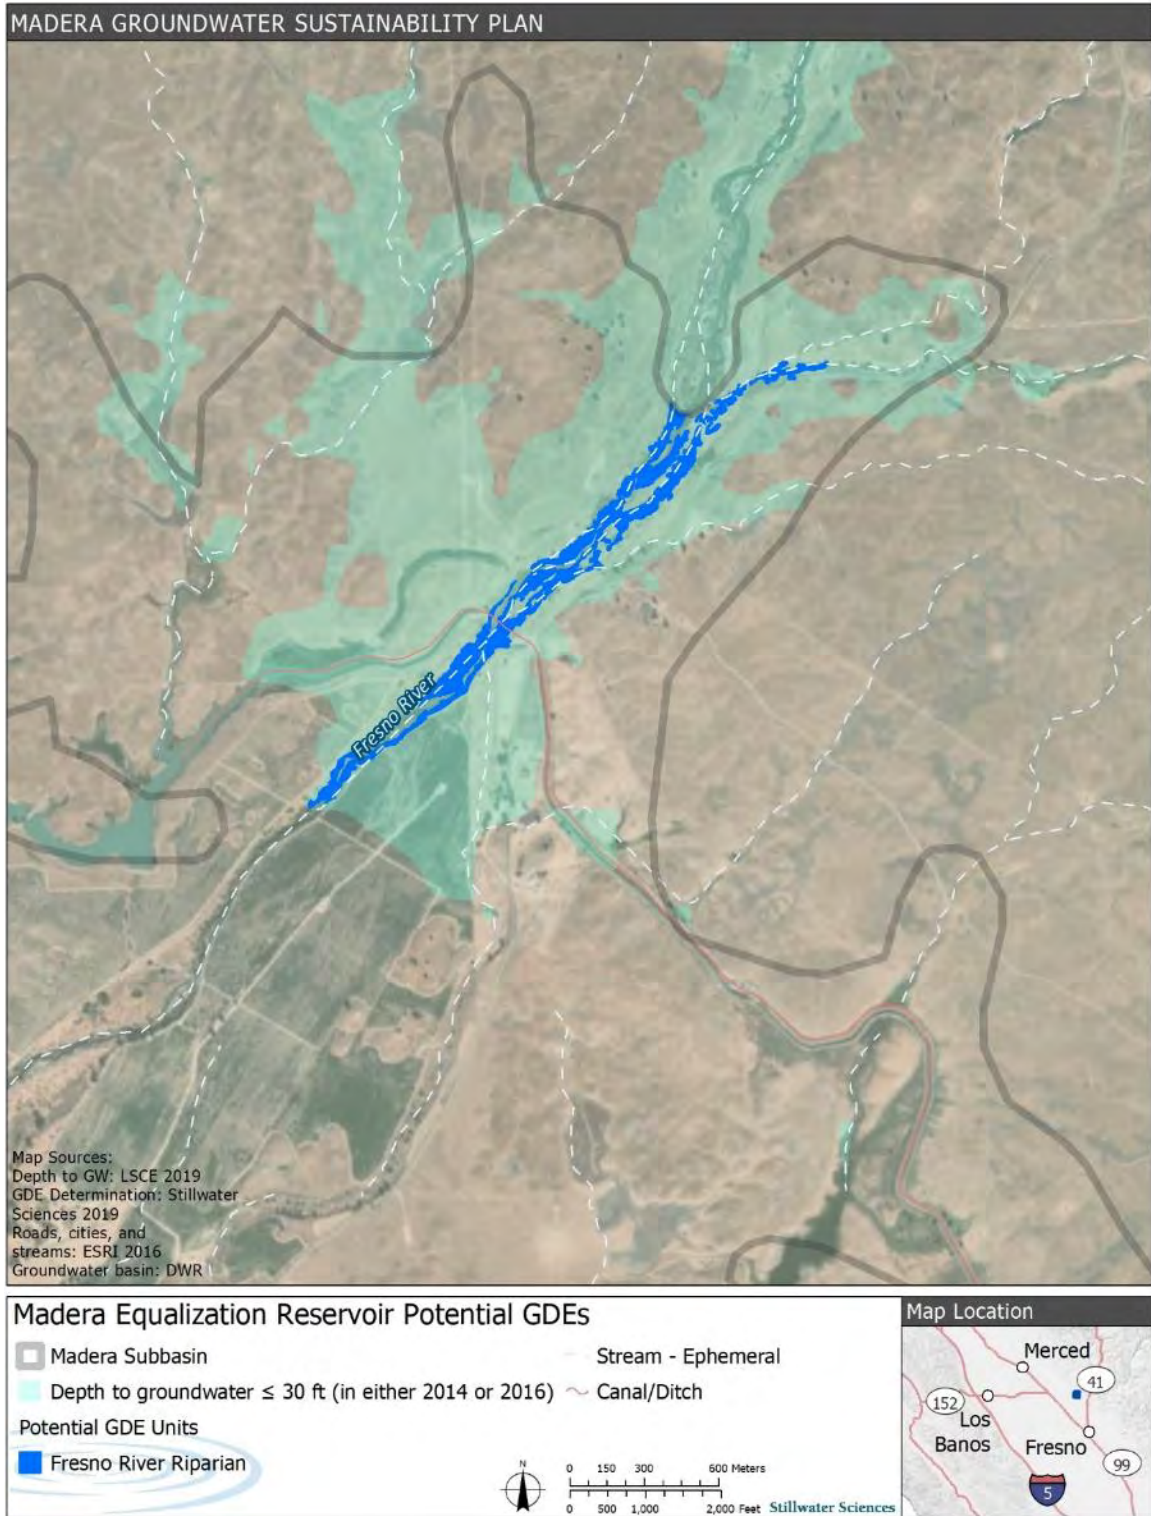 MADERA GROUNDWATER SUSTAINABILITY PLAN
Fresno River
Map Sources:
Depth to GW: LSCE 2019
GDE Determination: Stillwater
Sciences 2019
Roads, cities, and
streams: ESRI 2016
Groundwater basin: DWR
Madera Equalization Reservoir Potential GDEs
Madera Subbasin
Stream - Ephemeral
Depth to groundwater ≤ 30 ft (in either 2014 or 2016)
Canal/Ditch
Potential GDE Units
Fresno River Riparian
N
0 150 300 600 Meters
0 500 1,000 2,000 Feet
Stillwater Sciences
Map Location
Merced
41
152
Los
Banos
Fresno
99
5